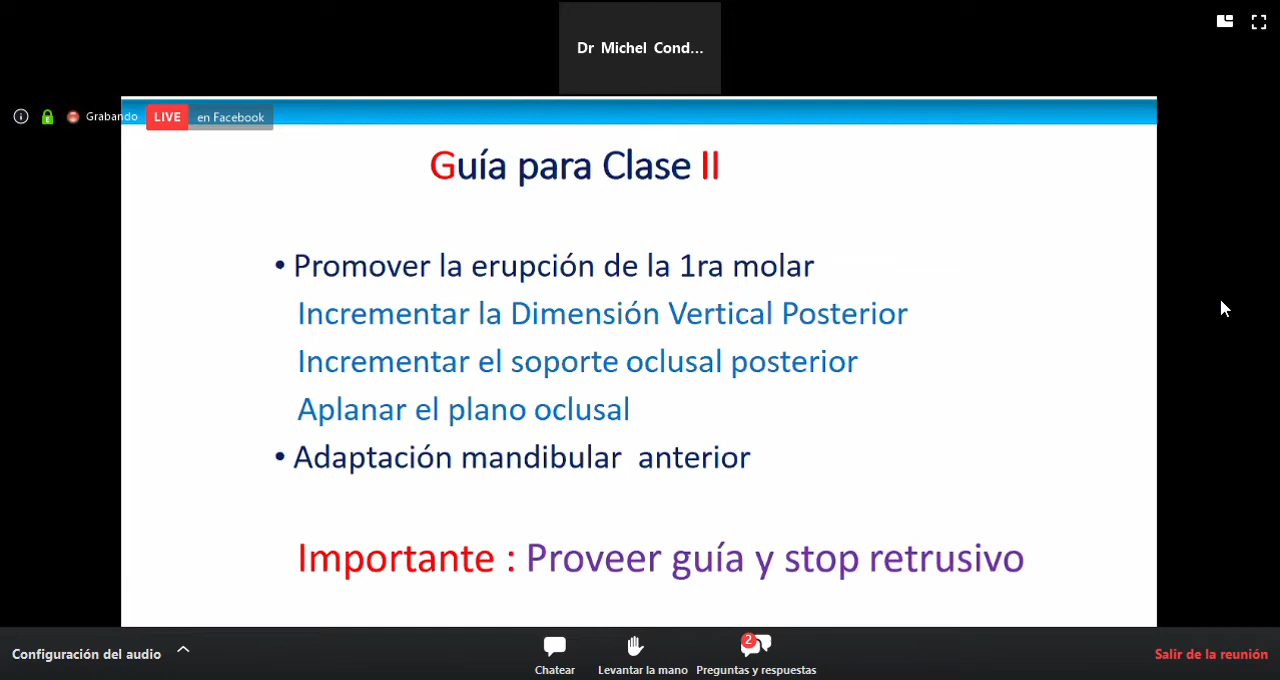 Dr Michel Cond...
Grabando
LIVE en Facebook
Guía para Clase II
• Promover la erupción de la 1ra molar
Incrementar la Dimensión Vertical Posterior
Incrementar el soporte oclusal posterior
Aplanar el plano oclusal
• Adaptación mandibular anterior
Importante : Proveer guía y stop retrusivo
Configuración del audio
Chatear
Levantar la mano
2
Preguntas y respuestas
Salir de la reunión